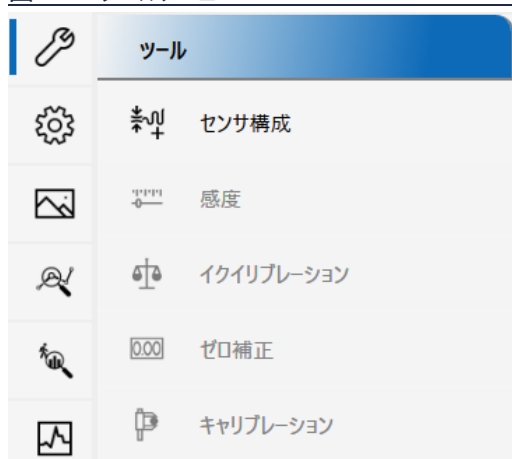 ツール
センサ構成
感度
イクイリブレーション
0.00 ゼロ補正
キャリブレーション